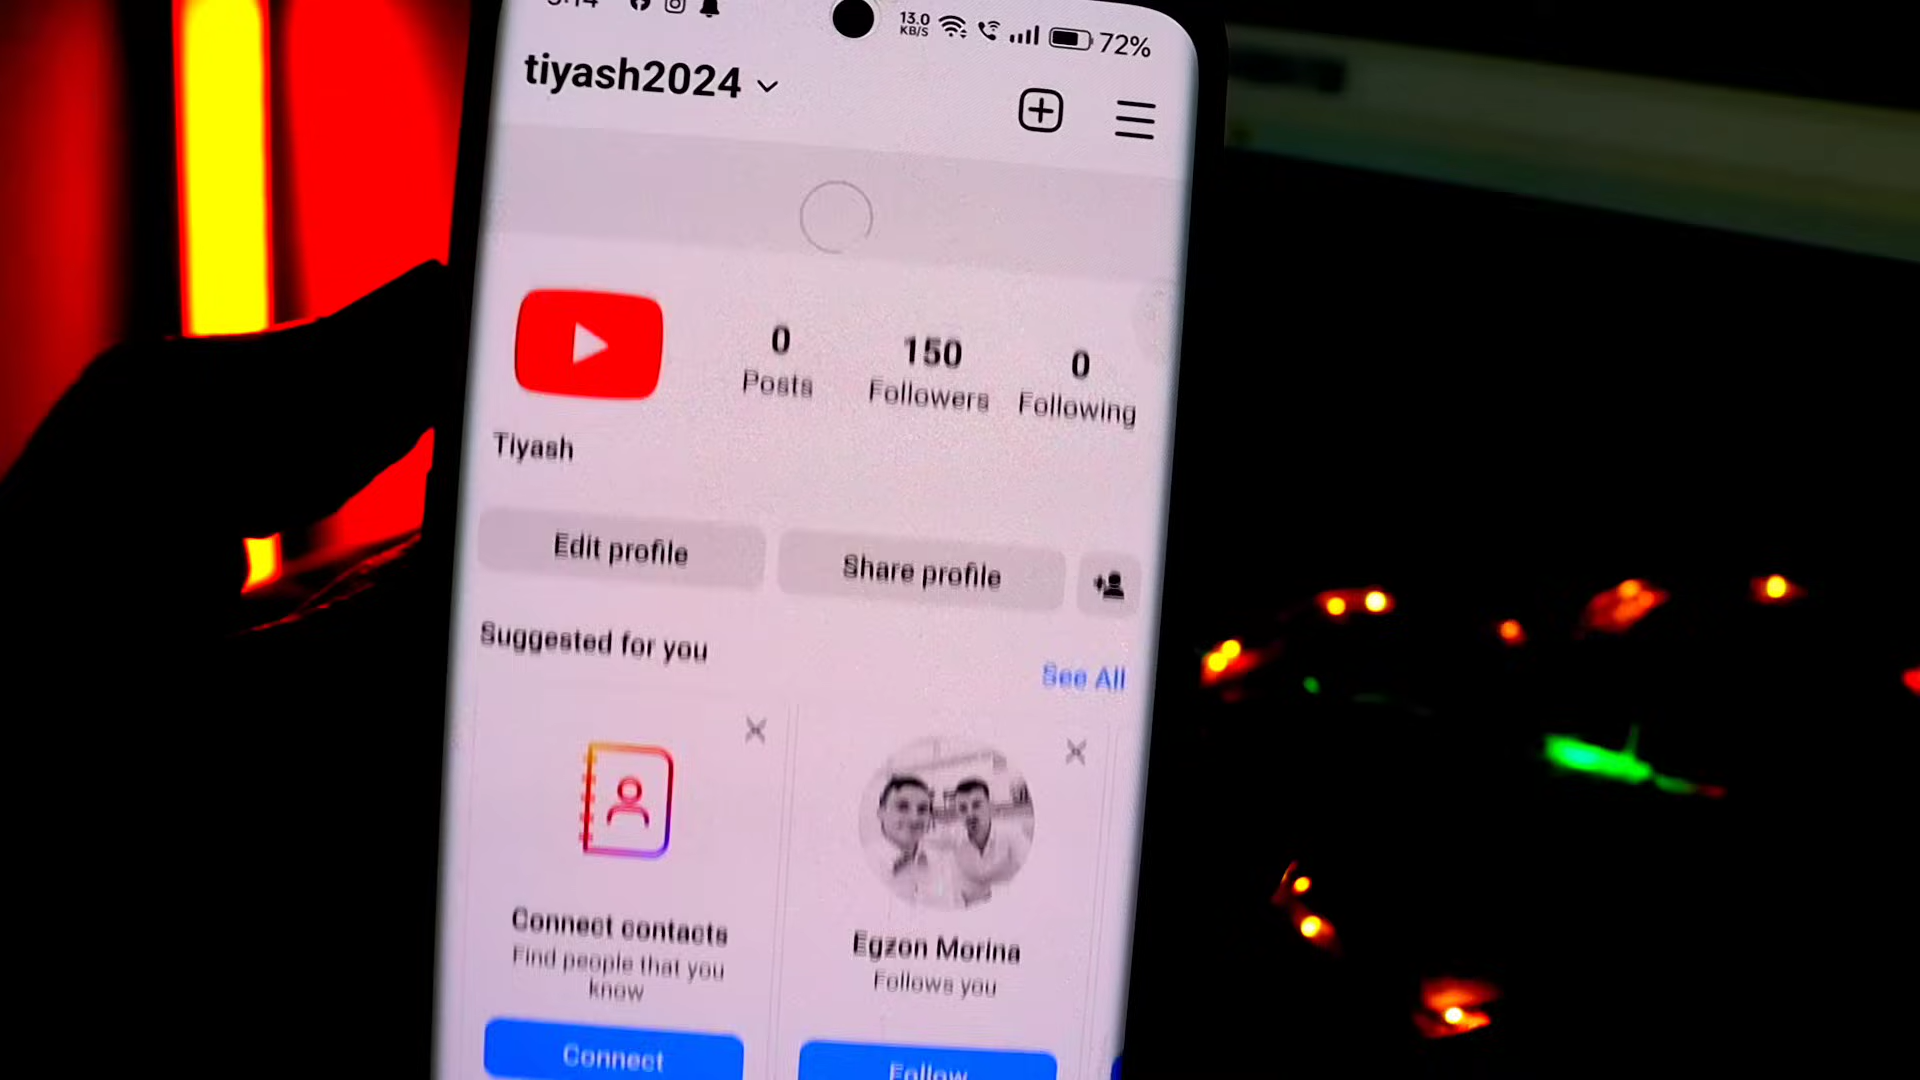 13.0
KB/S
72%
tiyash2024
0
Posts
150
Followers
0
Following
Tiyash
Edit profile
Share profile
Suggested for you
See All
Connect contacts
Find people that you
know
Connect
Egzon Morina
Follows you
Follow